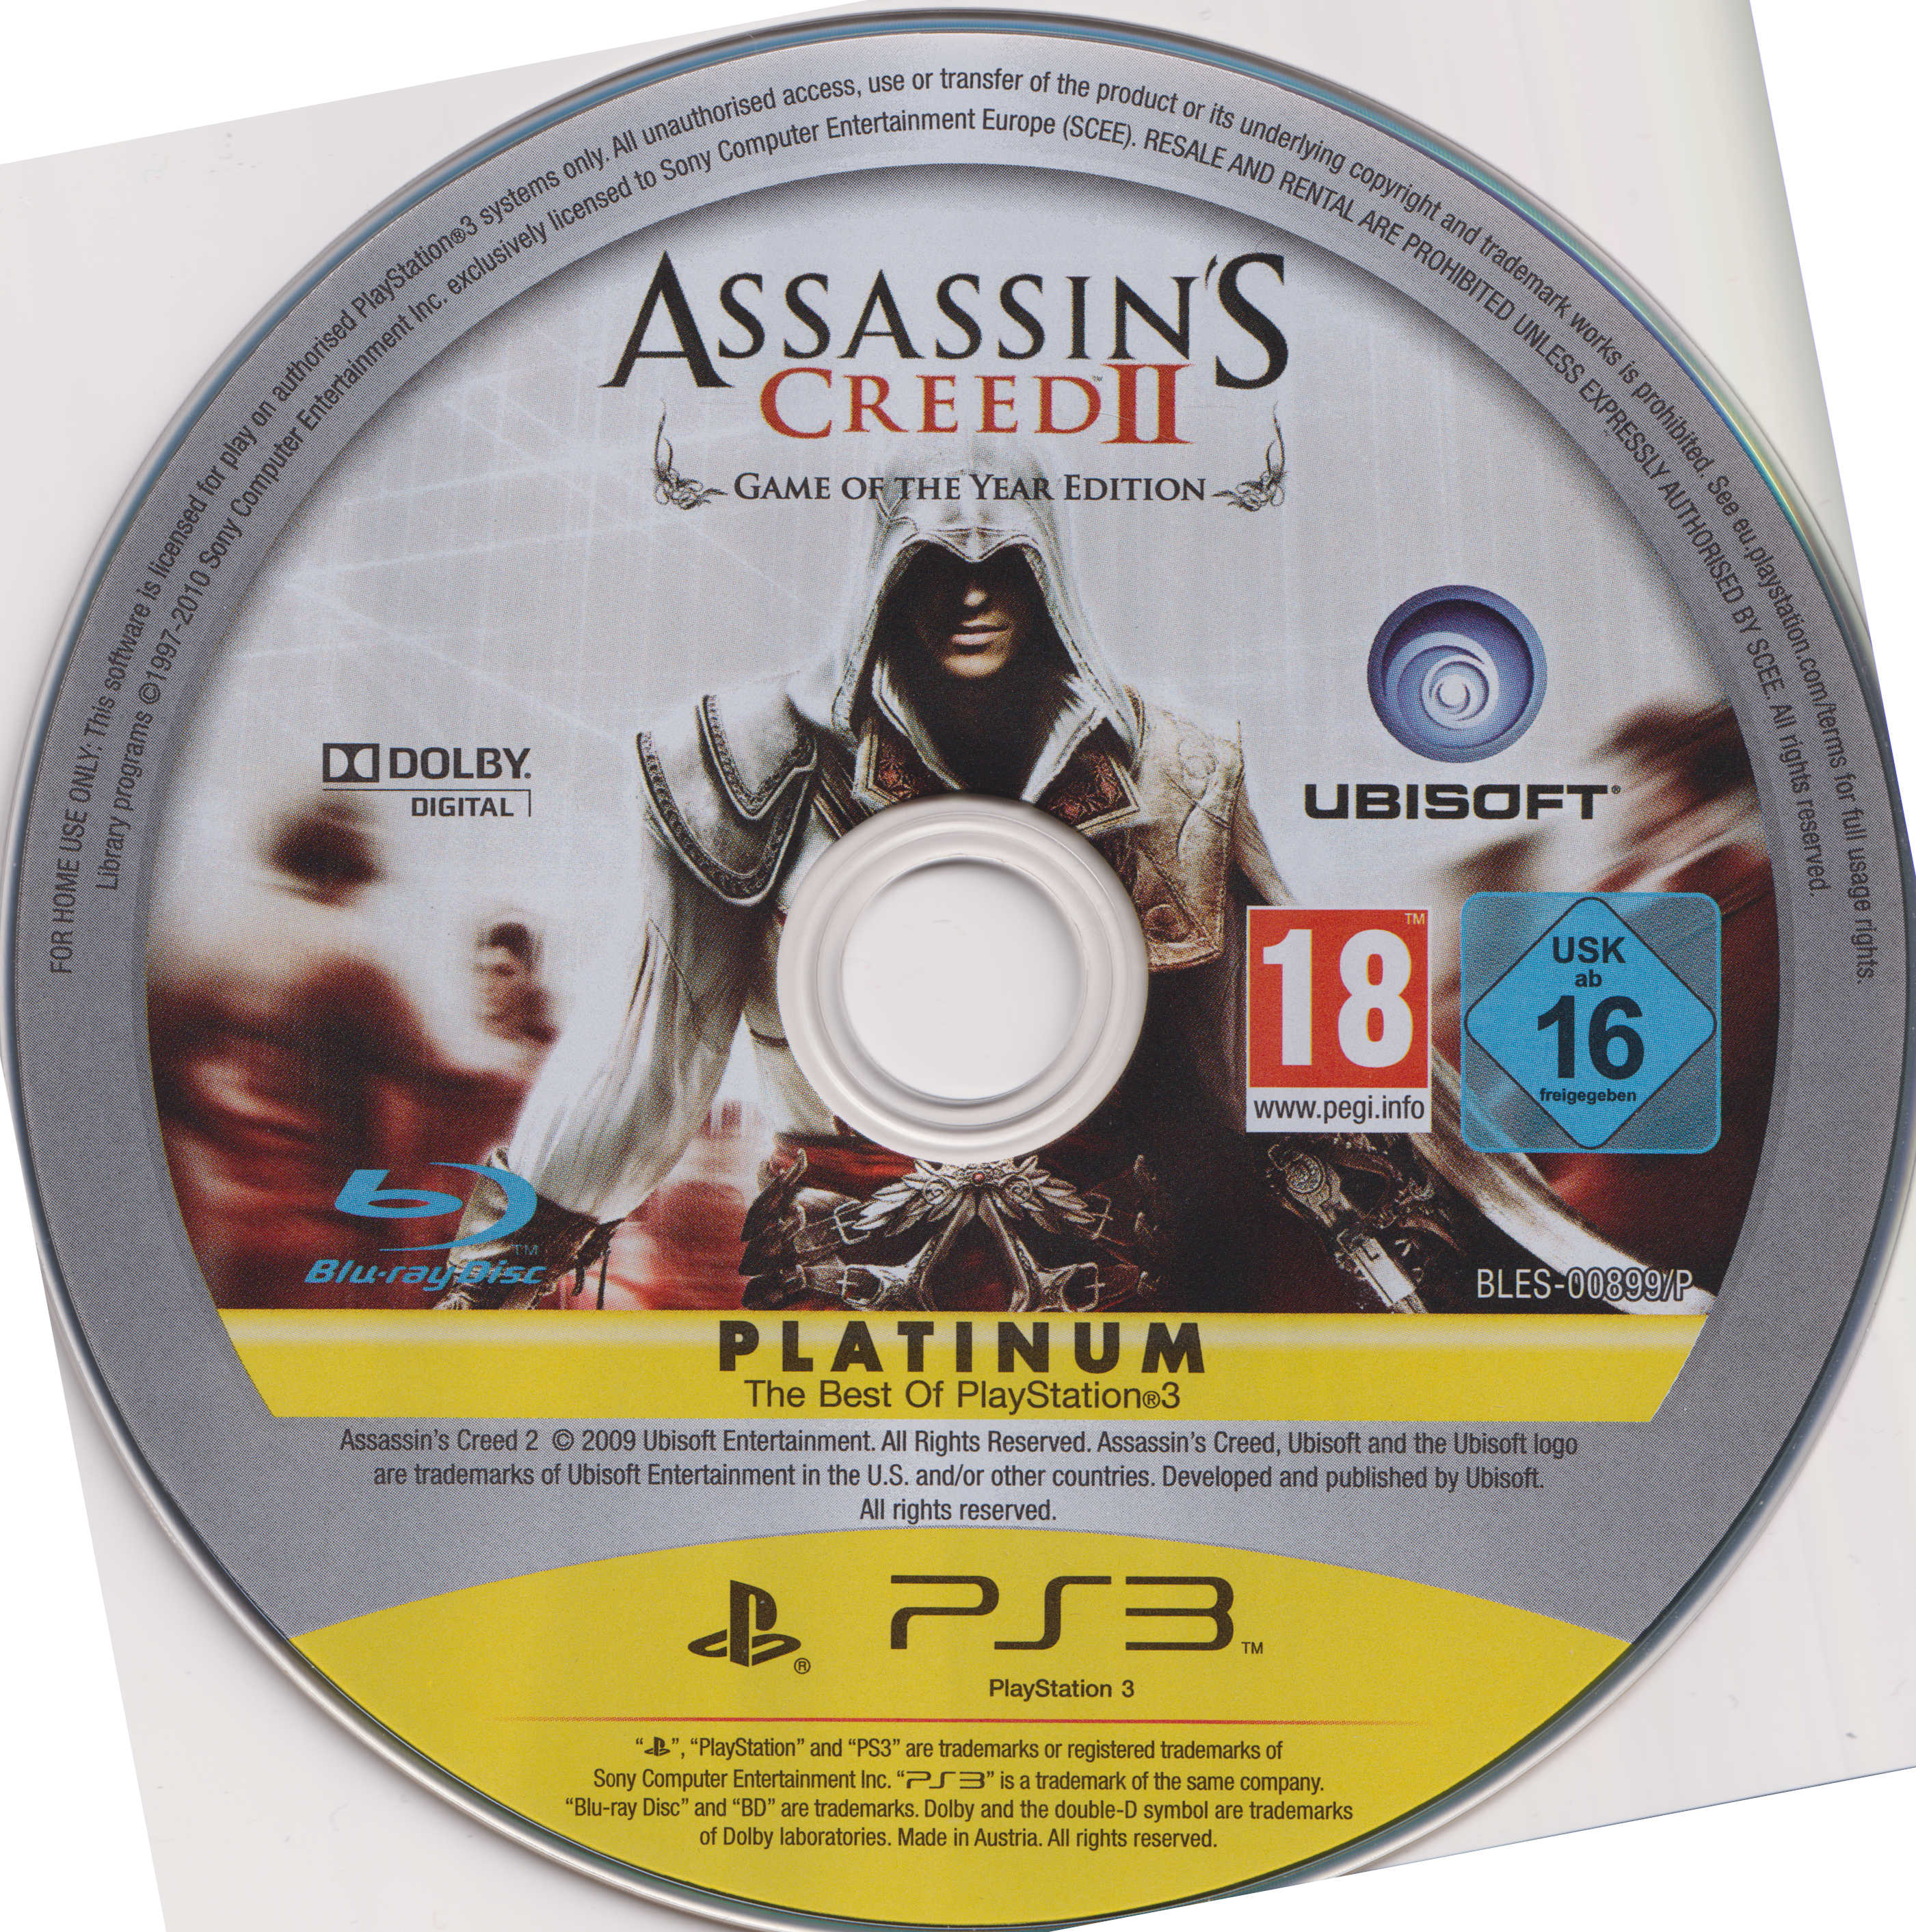 FOR HOME USE ONLY: This software is licensed for play on authorised PlayStation®3 systems only. All unauthorised access, use or transfer of the product or its underlying copyright and trademark works is prohibited. See eu.playstation.com/terms for full usage rights.
Library programs ©1997-2010 Sony Computer Entertainment Inc. exclusively licensed to Sony Computer Entertainment Europe (SCEE). RESALE AND RENTAL ARE PROHIBITED UNLESS EXPRESSLY AUTHORISED BY SCEE. All rights reserved.
ASSASSIN'S
CREED™ II
GAME OF THE YEAR EDITION
DOLBY®
DIGITAL
UBISOFT®
18™
www.pegi.info
USK
ab
16
freigegeben
Blu-ray Disc™
BLES-00899/P
PLATINUM
The Best Of PlayStation®3
Assassin's Creed 2 © 2009 Ubisoft Entertainment. All Rights Reserved. Assassin's Creed, Ubisoft and the Ubisoft logo
are trademarks of Ubisoft Entertainment in the U.S. and/or other countries. Developed and published by Ubisoft.
All rights reserved.
® PS3™
PlayStation 3
“ ”, “PlayStation” and “PS3” are trademarks or registered trademarks of
Sony Computer Entertainment Inc. “PS3” is a trademark of the same company.
“Blu-ray Disc” and “BD” are trademarks. Dolby and the double-D symbol are trademarks
of Dolby laboratories. Made in Austria. All rights reserved.